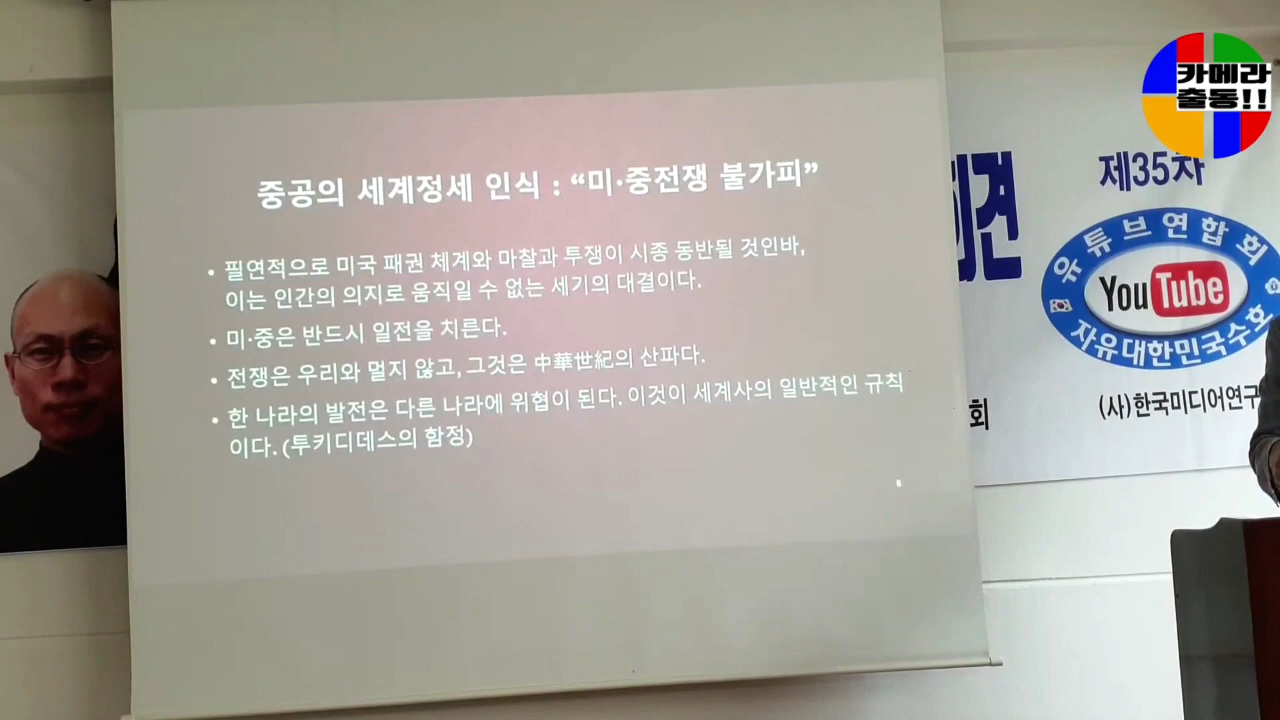 카메라
출동!!
중공의 세계정세 인식 : “미·중전쟁 불가피”
• 필연적으로 미국 패권 체계와 마찰과 투쟁이 시종 동반될 것인바,
이는 인간의 의지로 움직일 수 없는 세기의 대결이다.
• 미·중은 반드시 일전을 치른다.
• 전쟁은 우리와 멀지 않고, 그것은 中華世紀의 산파다.
• 한 나라의 발전은 다른 나라에 위협이 된다. 이것이 세계사의 일반적인 규칙
이다. (투키디데스의 함정)
6
견
제35차
유튜브연합회
YouTube
자유대한민국수호
회
(사)한국미디어연구